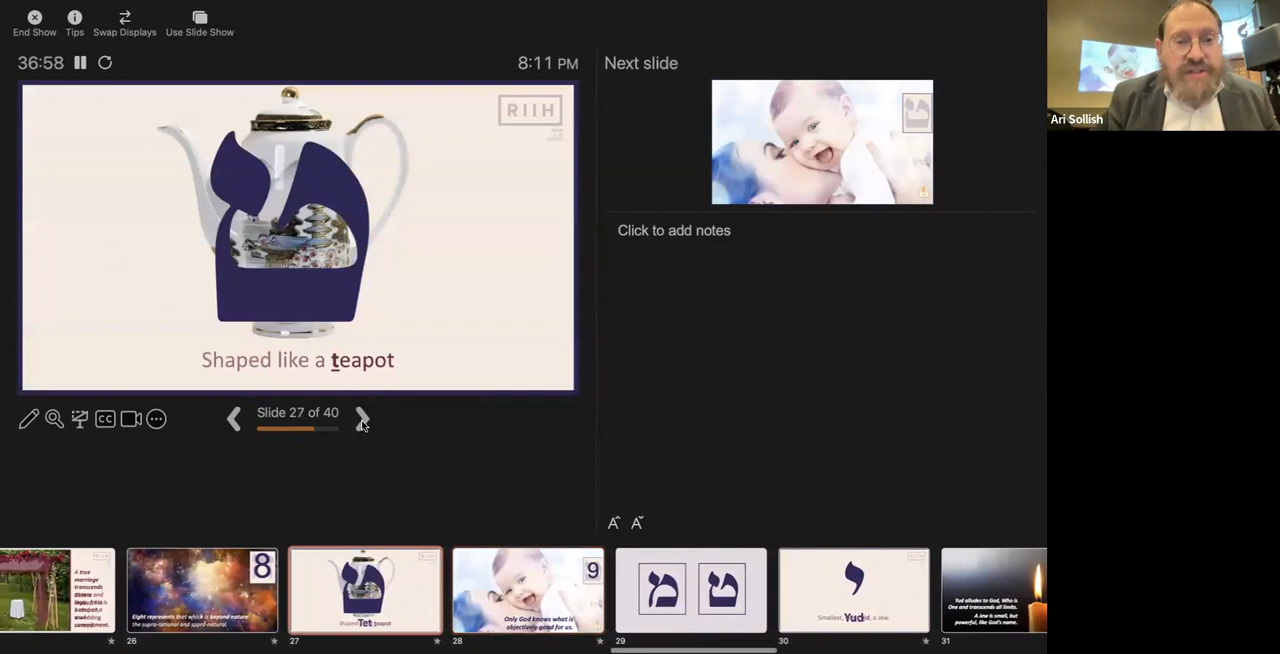 End Show
Tips
Swap Displays
Use Slide Show
36:58
8:11 PM
Next slide
RIIH
ט
Shaped like a teapot
ט
Click to add notes
Ari Sollish
CC
Slide 27 of 40
A true
marriage
transcends
commitment.
8
Eight represents that which is beyond nature
the supra-rational and supra-natural.
Tet
9
Only God knows what is
objectively good for us.
מ ט
י
Smallest,
Yud
a Jew.
Yud alludes to God, Who is
One and transcends all limits.
A Jew is small, but
powerful, like God's name.
26
27
28
29
30
31